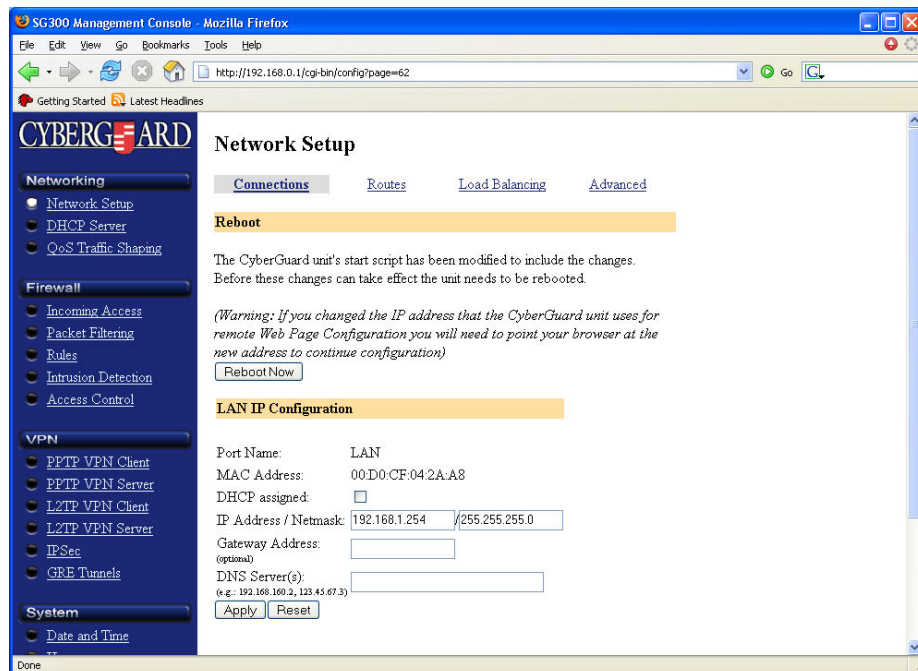 SG300 Management Console - Mozilla Firefox
File Edit View Go Bookmarks Tools Help
http://192.168.0.1/cgi-bin/config?page=62
Go
G
Getting Started Latest Headlines
CYBERGUARD
Networking
Network Setup
DHCP Server
QoS Traffic Shaping
Firewall
Incoming Access
Packet Filtering
Rules
Intrusion Detection
Access Control
VPN
PPTP VPN Client
PPTP VPN Server
L2TP VPN Client
L2TP VPN Server
IPSec
GRE Tunnels
System
Date and Time
Network Setup
Connections Routes Load Balancing Advanced
Reboot
The CyberGuard unit's start script has been modified to include the changes.
Before these changes can take effect the unit needs to be rebooted.
(Warning: If you changed the IP address that the CyberGuard unit uses for
remote Web Page Configuration you will need to point your browser at the
new address to continue configuration)
Reboot Now
LAN IP Configuration
Port Name: LAN
MAC Address: 00:D0:CF:04:2A:A8
DHCP assigned:
IP Address / Netmask: 192.168.1.254 / 255.255.255.0
Gateway Address:
(optional)
DNS Server(s):
(e.g.: 192.168.160.2, 123.45.67.3)
Apply Reset
Done